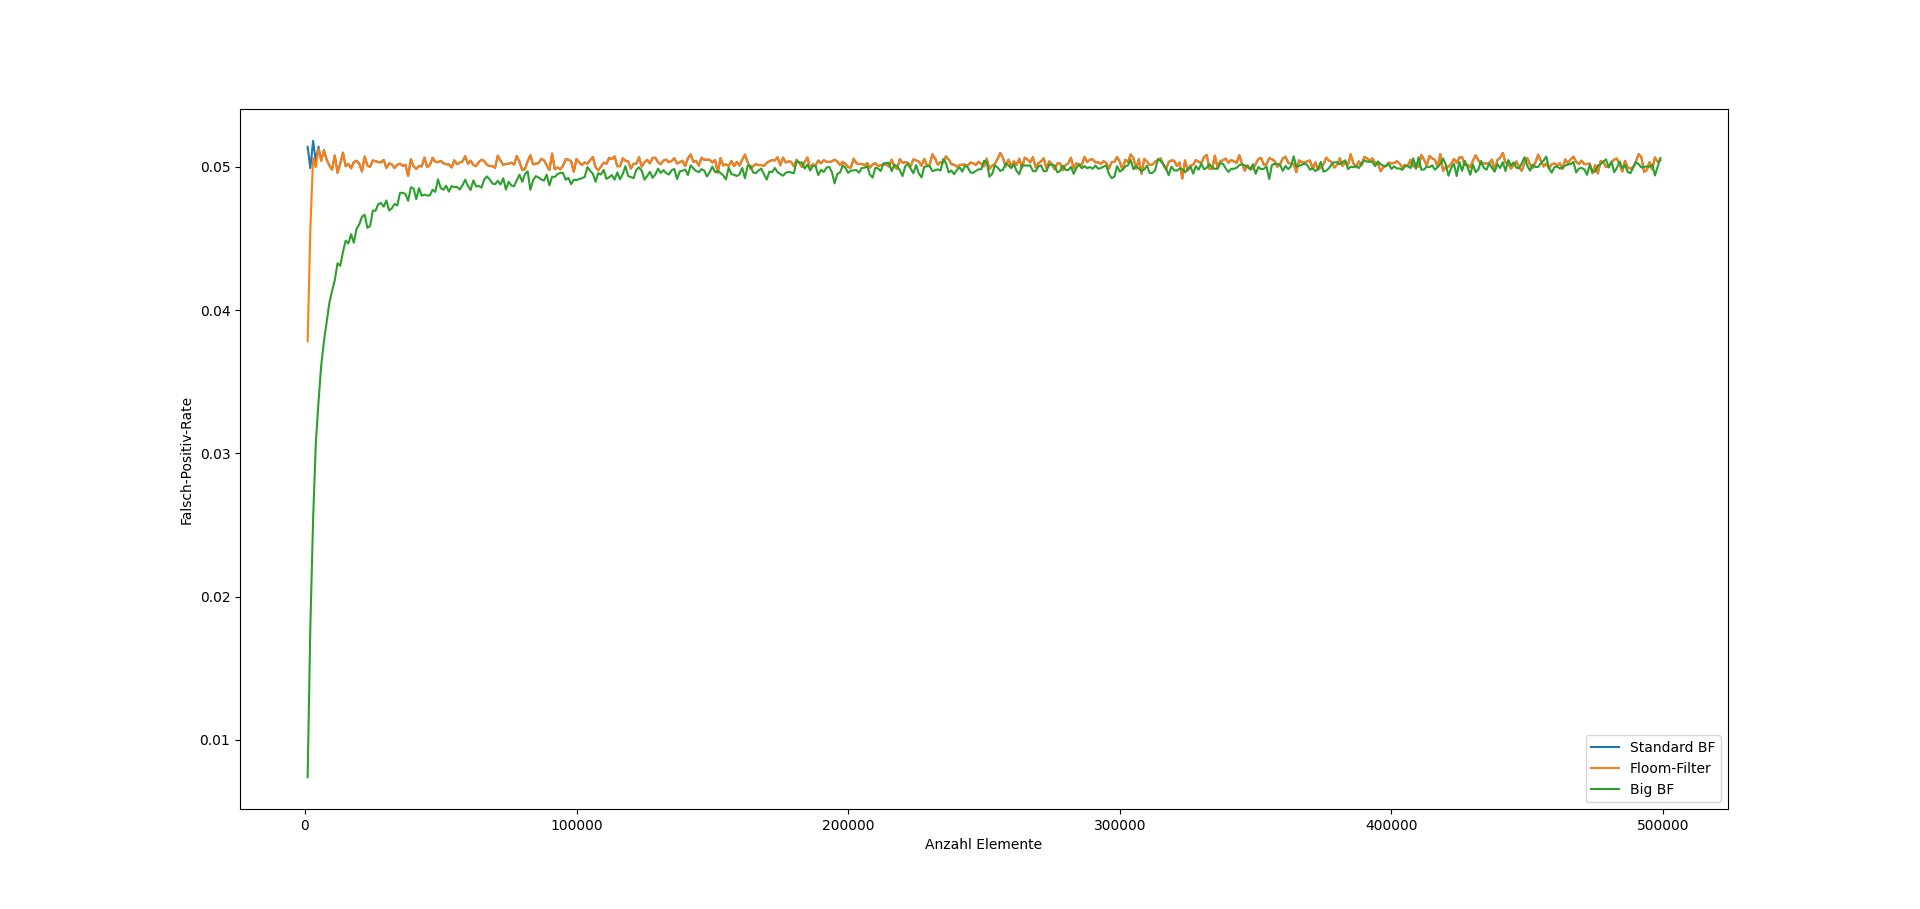 0.05
0.04
0.03
0.02
0.01
Falsch-Positiv-Rate
0
100000
200000
300000
400000
500000
Anzahl Elemente
Standard BF
Floom-Filter
Big BF